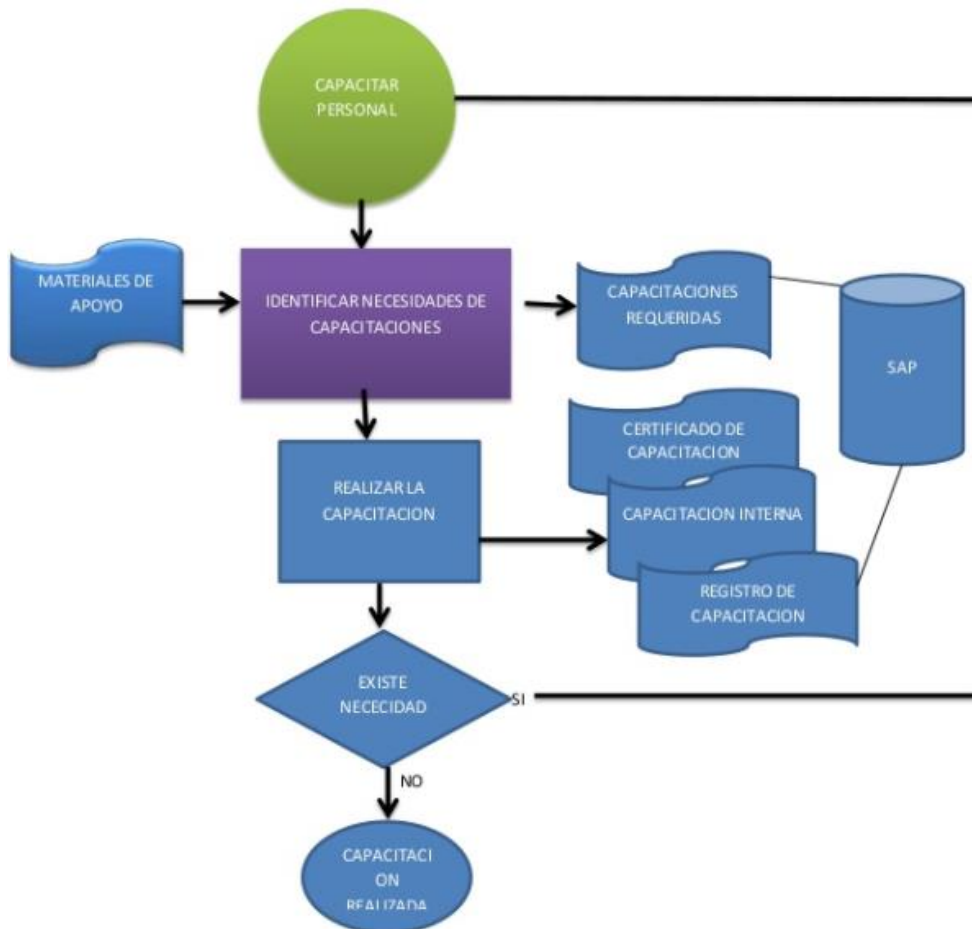 CAPACITAR
PERSONAL
MATERIALES DE
APOYO
IDENTIFICAR NECESIDADES DE
CAPACITACIONES
CAPACITACIONES
REQUERIDAS
SAP
CERTIFICADO DE
CAPACITACION
REALIZAR LA
CAPACITACION
CAPACITACION INTERNA
REGISTRO DE
CAPACITACION
EXISTE
NECECIDAD
SI
NO
CAPACITACI
ON
REALIZADA